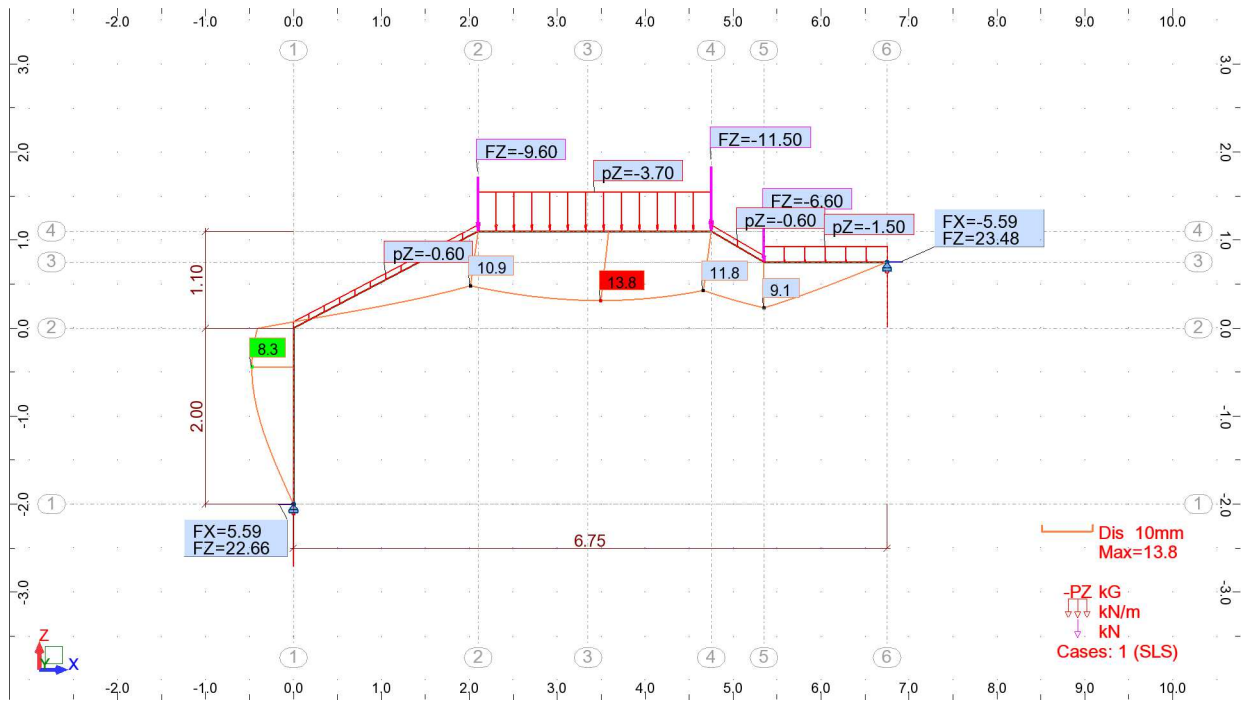 -2.0 -1.0 0.0 1.0 2.0 3.0 4.0 5.0 6.0 7.0 8.0 9.0 10.0
1 2 3 4 5 6
3.0 3.0
2.0 2.0
FZ=-9.60
FZ=-11.50
pZ=-3.70
FZ=-6.60
pZ=-0.60
pZ=-1.50
FX=-5.59
FZ=23.48
1.0 4 4 1.0
3 3
pZ=-0.60
10.9
13.8
11.8
9.1
1.10
0.0 2 2 0.0
8.3
-1.0 -1.0
2.00
-2.0 1 1 -2.0
FX=5.59
FZ=22.66
6.75
Dis 10mm
Max=13.8
-3.0 -3.0
-PZ kG
kN/m
kN
Cases: 1 (SLS)
Z
Y
X
1 2 3 4 5 6
-2.0 -1.0 0.0 1.0 2.0 3.0 4.0 5.0 6.0 7.0 8.0 9.0 10.0